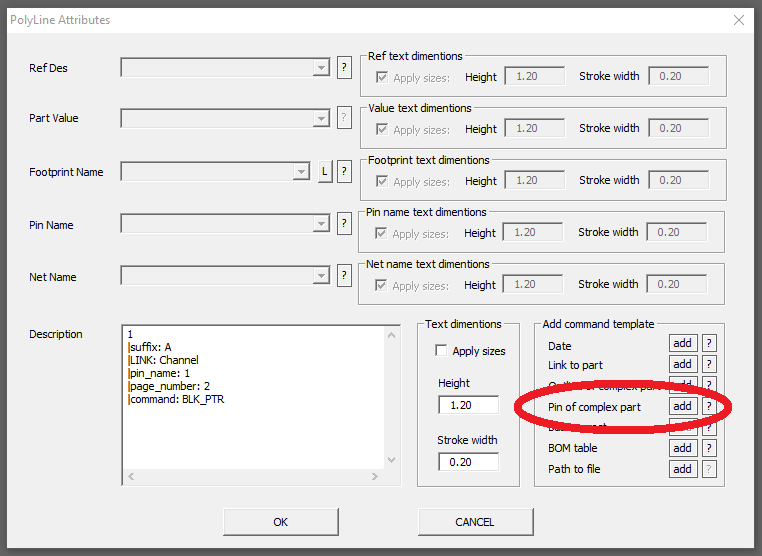 PolyLine Attributes
Ref Des
?
Ref text dimentions
Apply sizes: Height 1.20 Stroke width 0.20
Part Value
?
Value text dimentions
Apply sizes: Height 1.20 Stroke width 0.20
Footprint Name
L ?
Footprint text dimentions
Apply sizes: Height 1.20 Stroke width 0.20
Pin Name
?
Pin name text dimentions
Apply sizes: Height 1.20 Stroke width 0.20
Net Name
?
Net name text dimentions
Apply sizes: Height 1.20 Stroke width 0.20
Description
1
|suffix: A
|LINK: Channel
|pin_name: 1
|page_number: 2
|command: BLK_PTR
Text dimentions
Apply sizes
Height
1.20
Stroke width
0.20
Add command template
Date add ?
Link to part add ?
of complex part add ?
Pin of complex part add ?
add ?
BOM table add ?
Path to file add ?
OK CANCEL